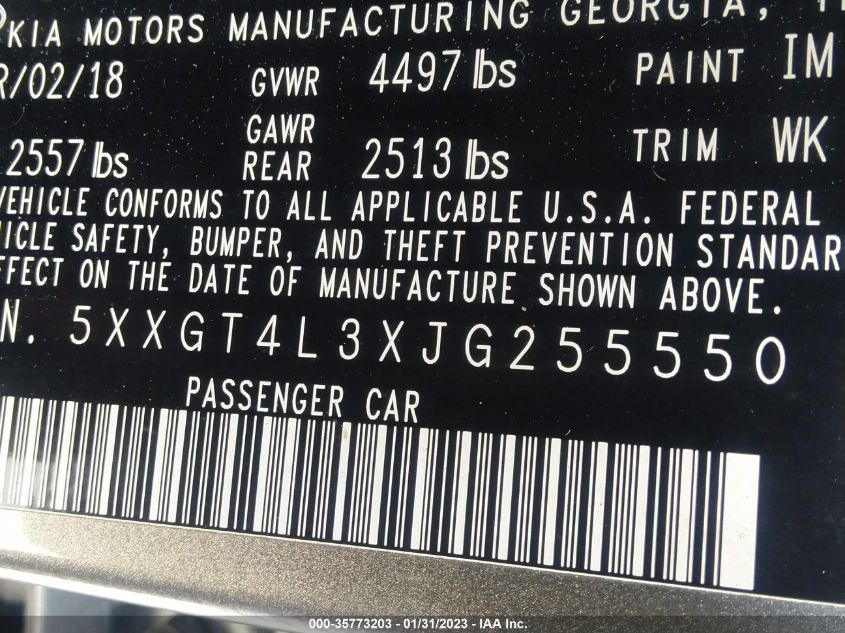 KIA MOTORS MANUFACTURING GEORGIA,
R/02/18 GVWR 4497 lbs PAINT IM
2557 lbs GAWR REAR 2513 lbs TRIM WK
VEHICLE CONFORMS TO ALL APPLICABLE U.S.A. FEDERAL
HICLE SAFETY, BUMPER, AND THEFT PREVENTION STANDAR
FFECT ON THE DATE OF MANUFACTURE SHOWN ABOVE.
N. 5XXGT4L3XJG255550
PASSENGER CAR
000-35773203 - 01/31/2023 - IAA Inc.